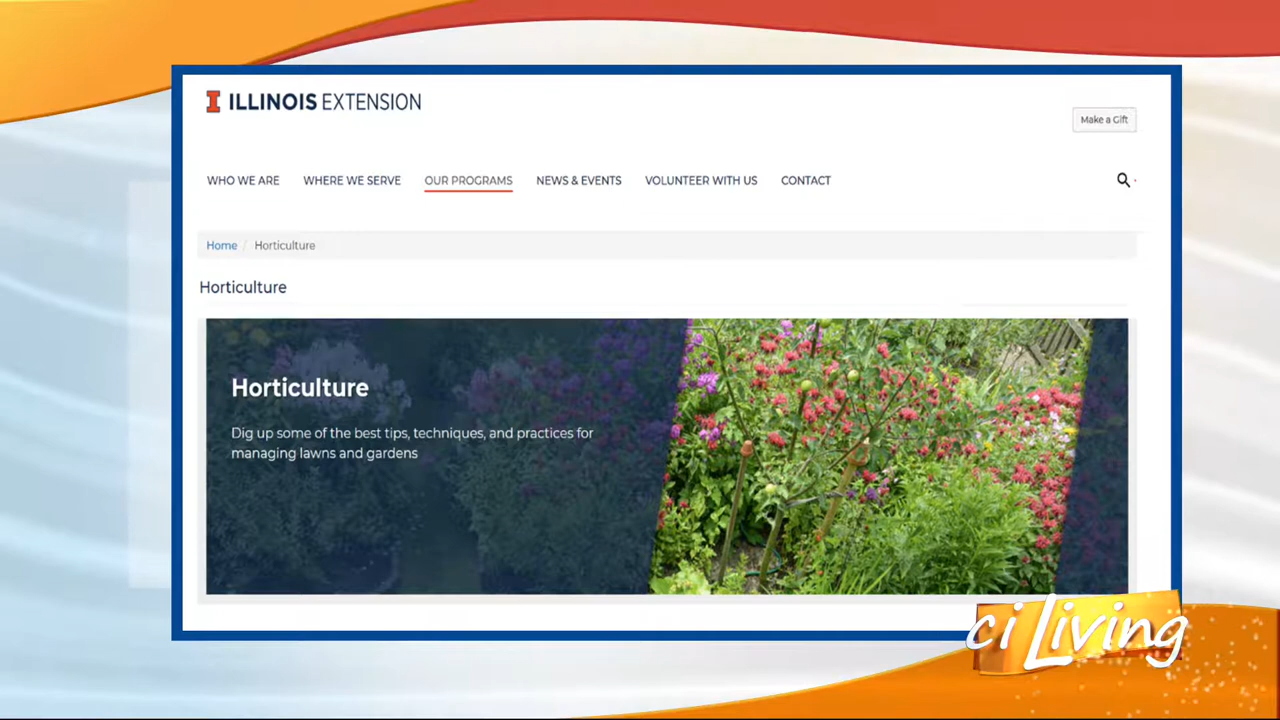 I ILLINOIS EXTENSION
Make a Gift
WHO WE ARE WHERE WE SERVE OUR PROGRAMS NEWS & EVENTS VOLUNTEER WITH US CONTACT
Home / Horticulture
Horticulture
Horticulture
Dig up some of the best tips, techniques, and practices for
managing lawns and gardens
ci Living